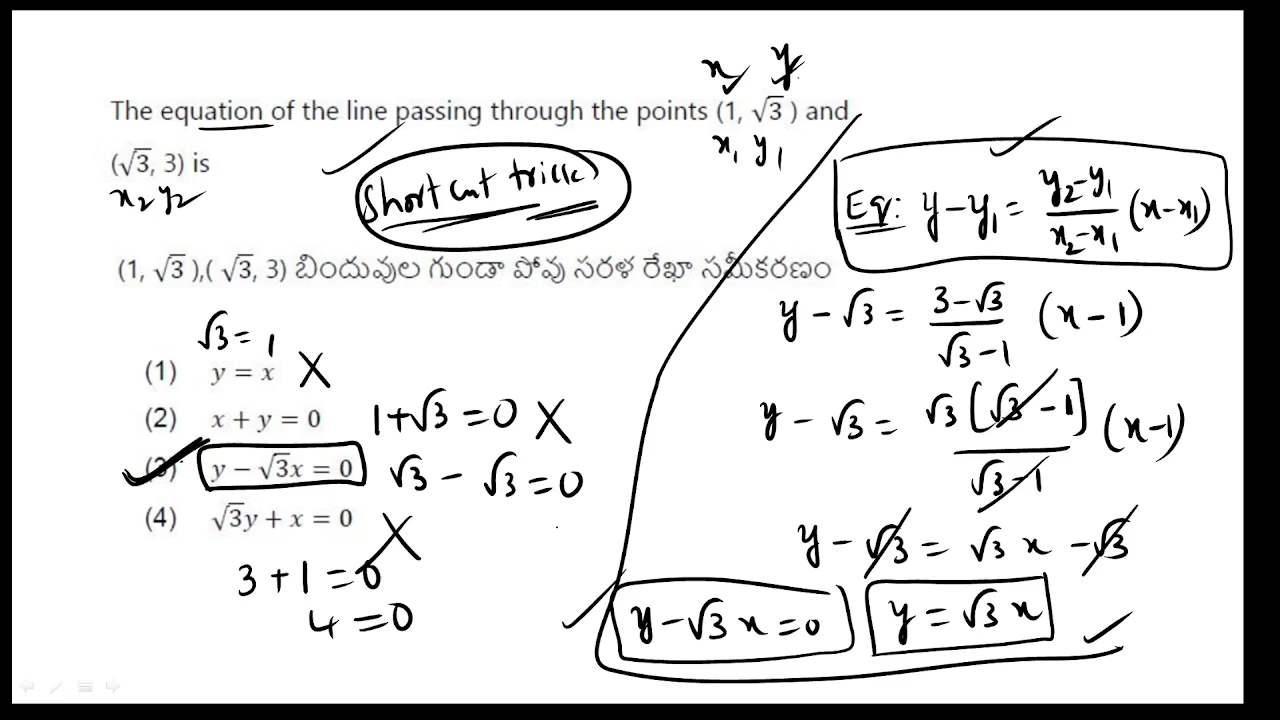 x, y
The equation of the line passing through the points (1, √3 ) and
x₁ y₁
(√3, 3) is
x₂ y₂
Short cut trick
(1, √3 ),( √3, 3) బిందువుల గుండా పోవు సరళ రేఖా సమీకరణం
√3 = 1
(1) y = x X
(2) x + y = 0 1+√3 = 0 X
(3) y − √3x = 0 √3 − √3 = 0
(4) √3y + x = 0 X
3 + 1 = 0
4 = 0
Eq: y − y₁ = (y₂ − y₁)/(x₂ − x₁) (x − x₁)
y − √3 = (3 − √3)/(√3 − 1) (x − 1)
y − √3 = √3 [√3 − 1]/(√3 − 1) (x − 1)
y − √3 = √3 x − √3
y − √3 x = 0 y = √3 x